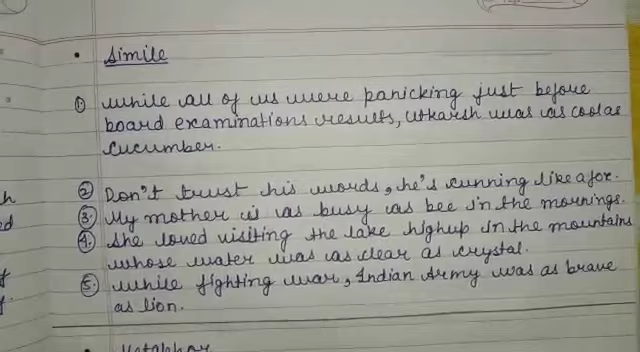 • Simile
① While all of us were panicking just before
board examinations results, Utkarsh was as cool as
cucumber.
② Don't trust his words, he's cunning like a fox.
③ My mother is as busy as bee in the mornings.
④ She loved visiting the lake high up in the mountains
whose water was as clear as crystal.
⑤ While fighting war, Indian Army was as brave
as lion.
• Metaphor